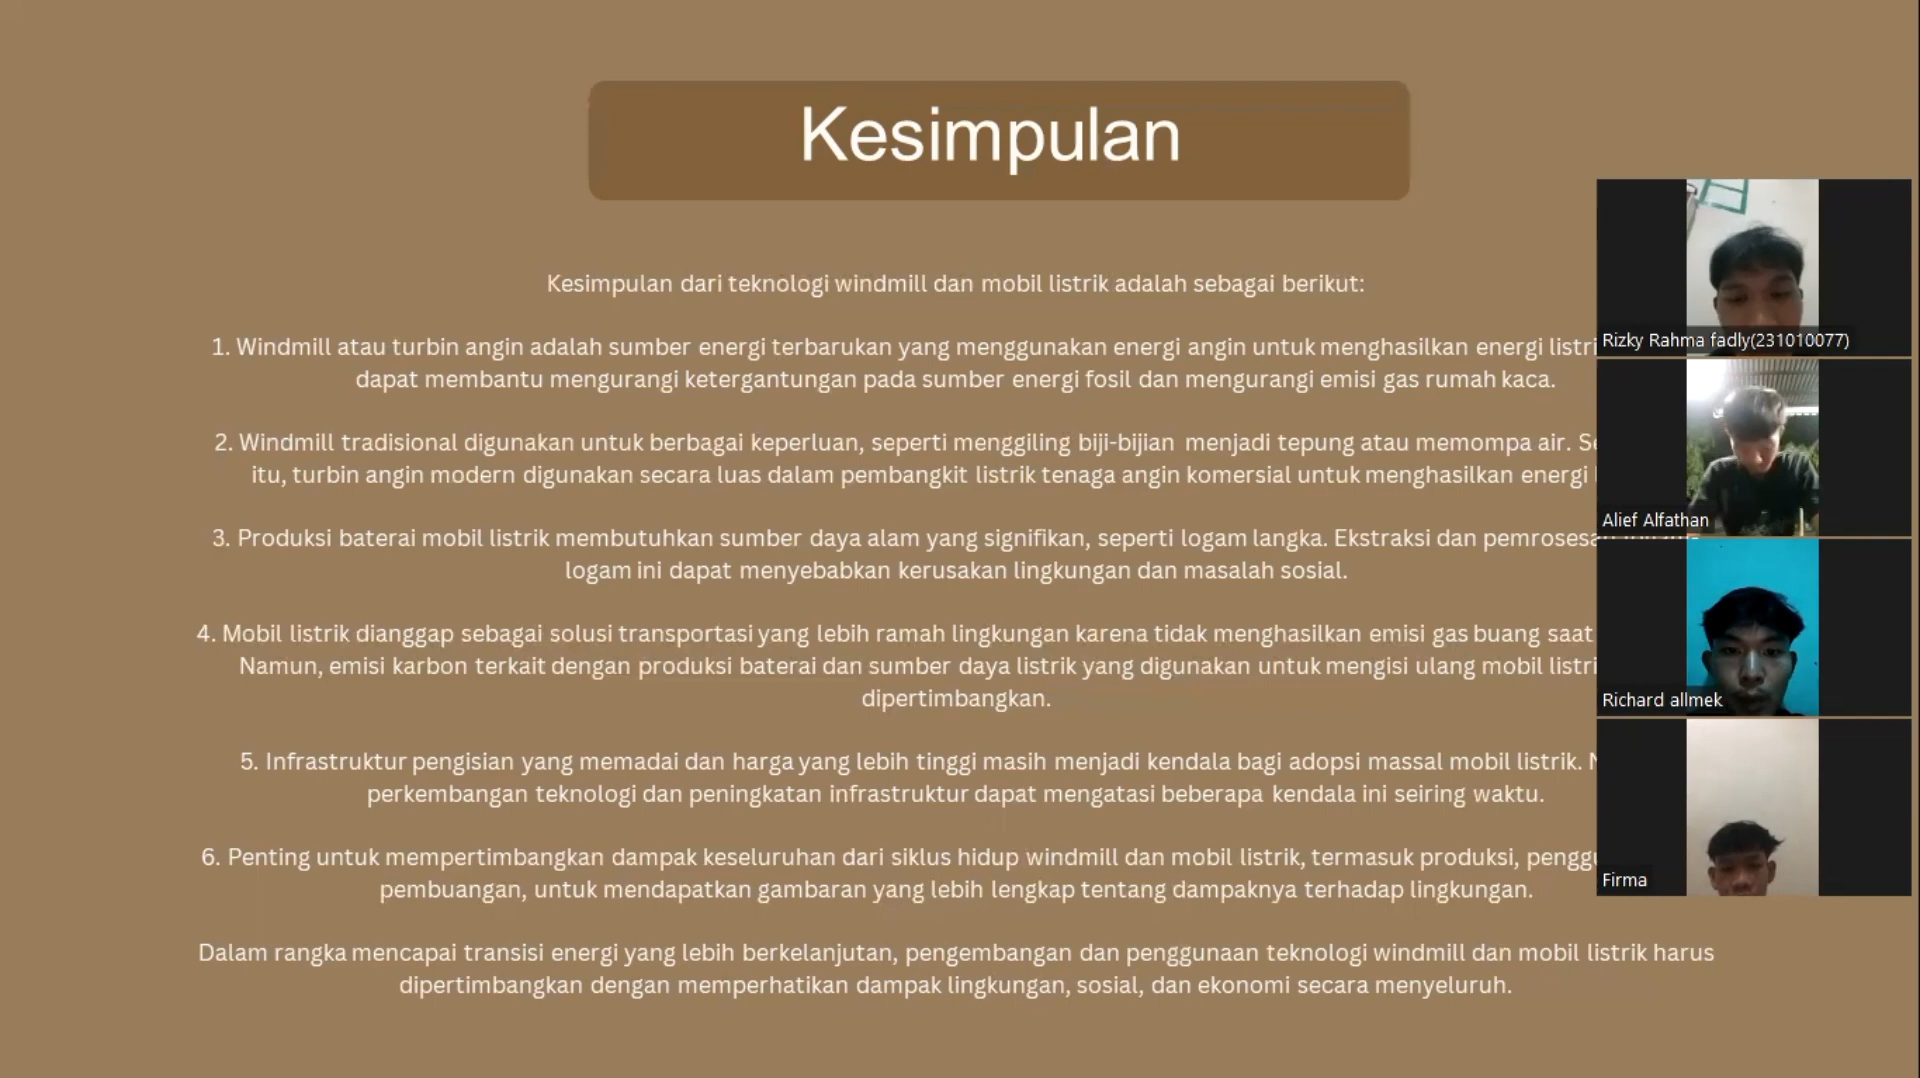 Kesimpulan
Kesimpulan dari teknologi windmill dan mobil listrik adalah sebagai berikut:
1. Windmill atau turbin angin adalah sumber energi terbarukan yang menggunakan energi angin untuk menghasilkan energi
dapat membantu mengurangi ketergantungan pada sumber energi fosil dan mengurangi emisi gas rumah kaca.
2. Windmill tradisional digunakan untuk berbagai keperluan, seperti menggiling biji-bijian menjadi tepung atau memompa air.
itu, turbin angin modern digunakan secara luas dalam pembangkit listrik tenaga angin komersial untuk menghasilkan energi
3. Produksi baterai mobil listrik membutuhkan sumber daya alam yang signifikan, seperti logam langka. Ekstraksi dan
logam ini dapat menyebabkan kerusakan lingkungan dan masalah sosial.
4. Mobil listrik dianggap sebagai solusi transportasi yang lebih ramah lingkungan karena tidak menghasilkan emisi gas buang saat
Namun, emisi karbon terkait dengan produksi baterai dan sumber daya listrik yang digunakan untuk mengisi ulang mobil
dipertimbangkan.
5. Infrastruktur pengisian yang memadai dan harga yang lebih tinggi masih menjadi kendala bagi adopsi massal mobil listrik.
perkembangan teknologi dan peningkatan infrastruktur dapat mengatasi beberapa kendala ini seiring waktu.
6. Penting untuk mempertimbangkan dampak keseluruhan dari siklus hidup windmill dan mobil listrik, termasuk produksi,
pembuangan, untuk mendapatkan gambaran yang lebih lengkap tentang dampaknya terhadap lingkungan.
Dalam rangka mencapai transisi energi yang lebih berkelanjutan, pengembangan dan penggunaan teknologi windmill dan mobil listrik harus
dipertimbangkan dengan memperhatikan dampak lingkungan, sosial, dan ekonomi secara menyeluruh.
Rizky Rahma fadly(231010077)
Alief Alfathan
Richard allmek
Firma